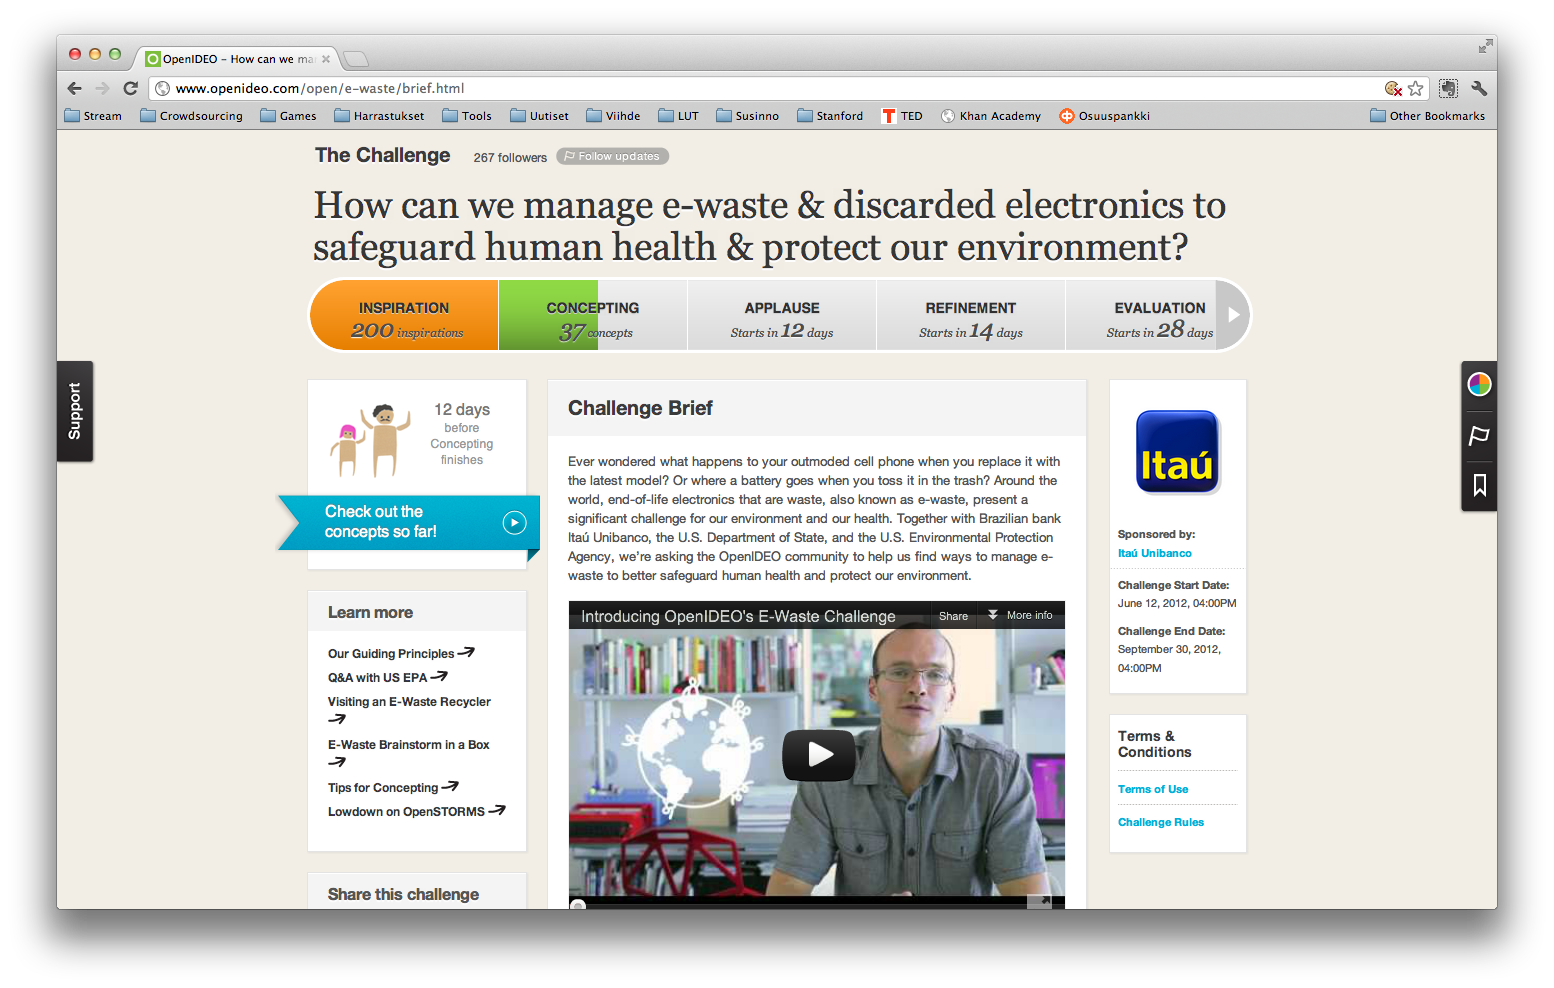 OpenIDEO – How can we ma
www.openideo.com/open/e-waste/brief.html
Stream Crowdsourcing Games Harrastukset Tools Uutiset Viihde LUT Susinno Stanford TED Khan Academy Osuuspankki Other Bookmarks
The Challenge 267 followers Follow updates
How can we manage e-waste & discarded electronics to
safeguard human health & protect our environment?
INSPIRATION
200 inspirations
CONCEPTING
37 concepts
APPLAUSE
Starts in 12 days
REFINEMENT
Starts in 14 days
EVALUATION
Starts in 28 days
Support
12 days
before
Concepting
finishes
Check out the
concepts so far!
Learn more
Our Guiding Principles
Q&A with US EPA
Visiting an E-Waste Recycler
E-Waste Brainstorm in a Box
Tips for Concepting
Lowdown on OpenSTORMS
Share this challenge
Challenge Brief
Ever wondered what happens to your outmoded cell phone when you replace it with
the latest model? Or where a battery goes when you toss it in the trash? Around the
world, end-of-life electronics that are waste, also known as e-waste, present a
significant challenge for our environment and our health. Together with Brazilian bank
Itaú Unibanco, the U.S. Department of State, and the U.S. Environmental Protection
Agency, we're asking the OpenIDEO community to help us find ways to manage e-
waste to better safeguard human health and protect our environment.
Introducing OpenIDEO's E-Waste Challenge Share More info
Itaú
Sponsored by:
Itaú Unibanco
Challenge Start Date:
June 12, 2012, 04:00PM
Challenge End Date:
September 30, 2012,
04:00PM
Terms &
Conditions
Terms of Use
Challenge Rules